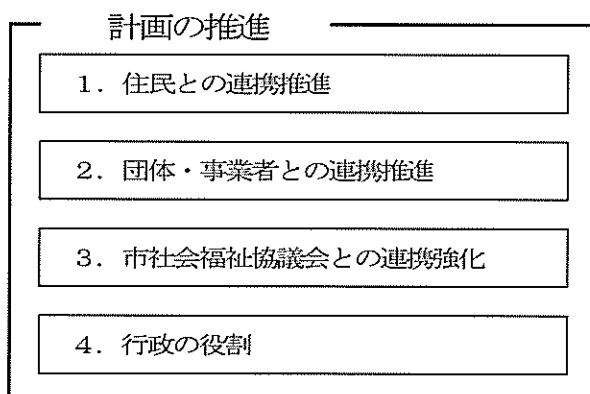 計画の推進
1．住民との連携推進
2．団体・事業者との連携推進
3．市社会福祉協議会との連携強化
4．行政の役割